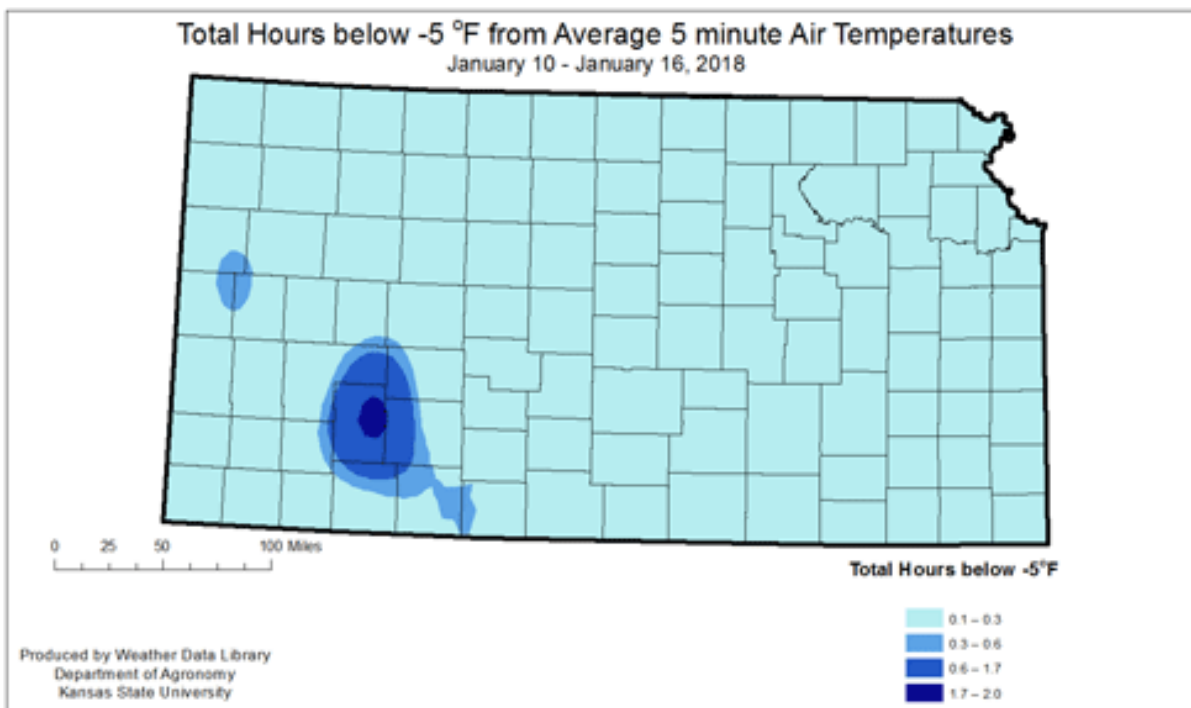 Total Hours below -5 °F from Average 5 minute Air Temperatures
January 10 - January 16, 2018
0 25 50 100 Miles
Total Hours below -5°F
0.1 – 0.3
0.3 – 0.6
0.6 – 1.7
1.7 – 2.0
Produced by Weather Data Library
Department of Agronomy
Kansas State University